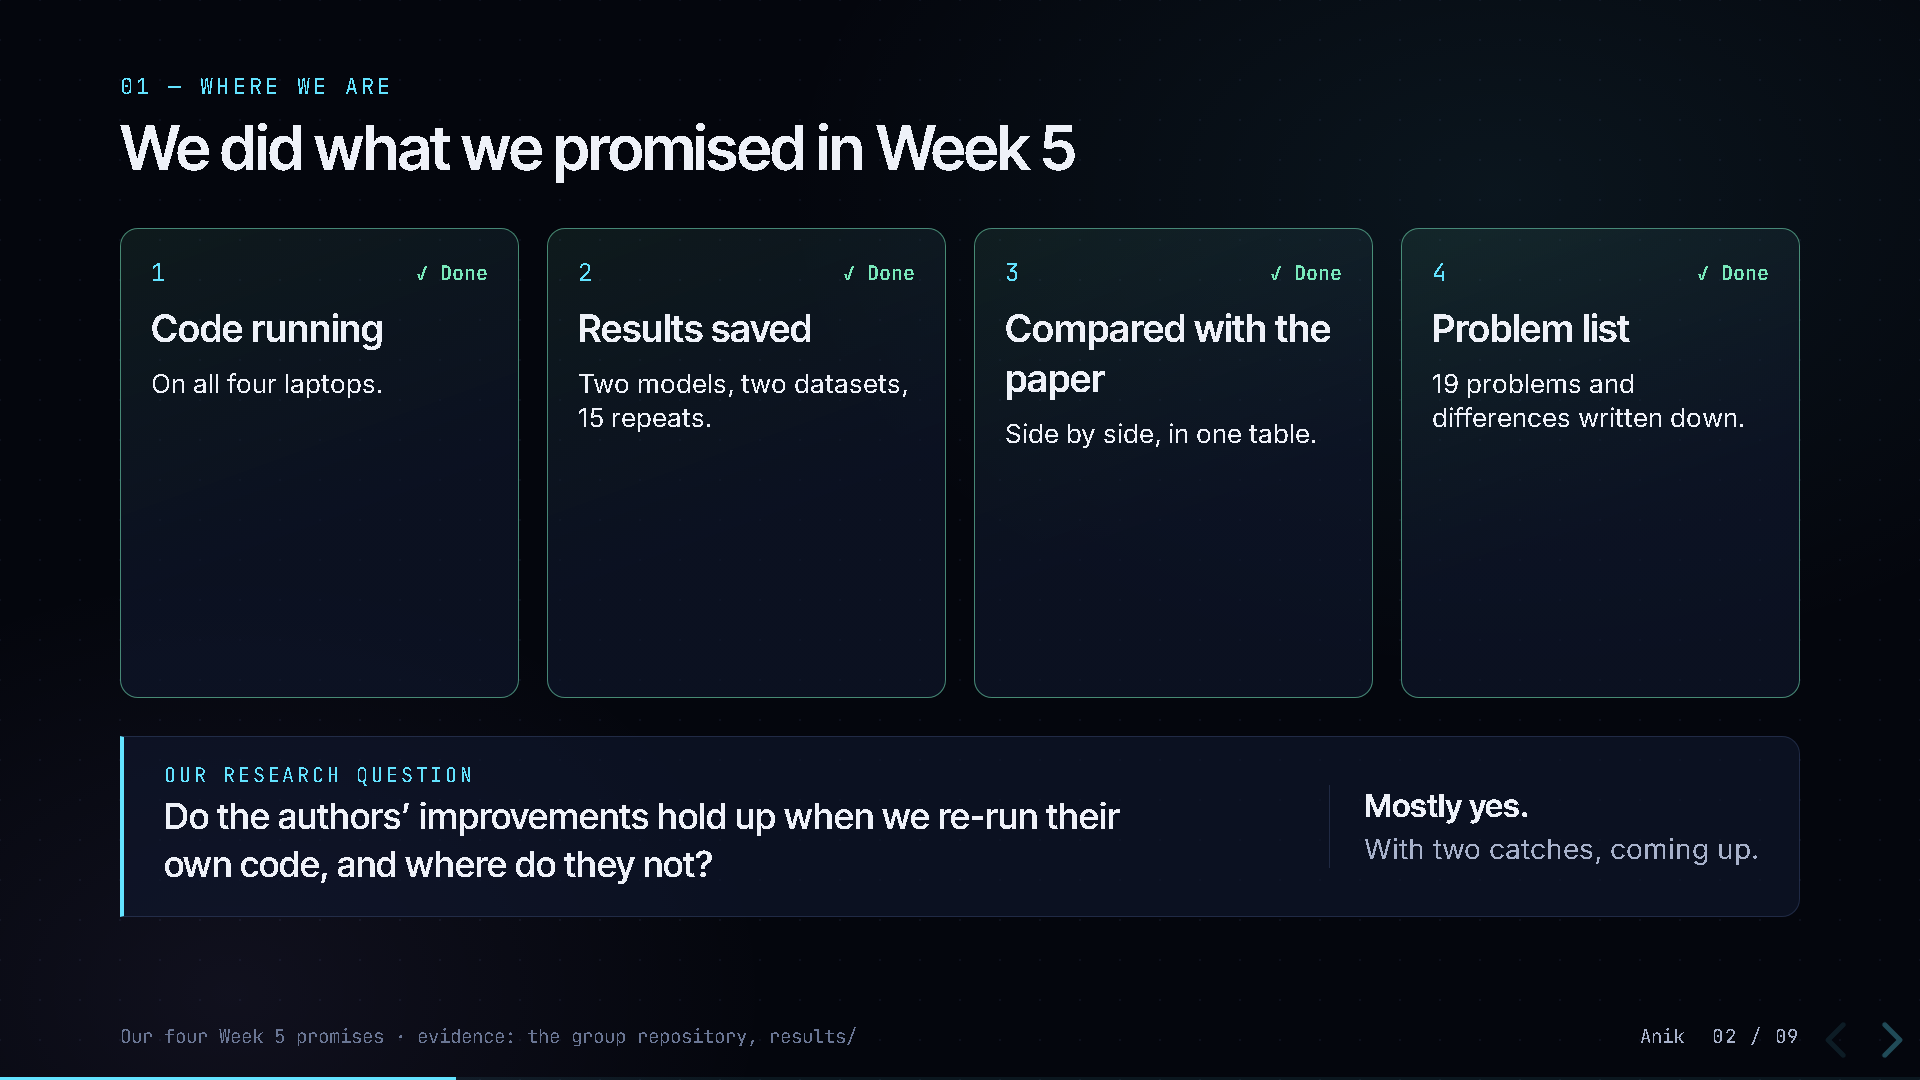 01 — WHERE WE ARE
We did what we promised in Week 5
1 ✓ Done
Code running
On all four laptops.
2 ✓ Done
Results saved
Two models, two datasets,
15 repeats.
3 ✓ Done
Compared with the
paper
Side by side, in one table.
4 ✓ Done
Problem list
19 problems and
differences written down.
OUR RESEARCH QUESTION
Do the authors’ improvements hold up when we re-run their
own code, and where do they not?
Mostly yes.
With two catches, coming up.
Our four Week 5 promises · evidence: the group repository, results/
Anik 02 / 09